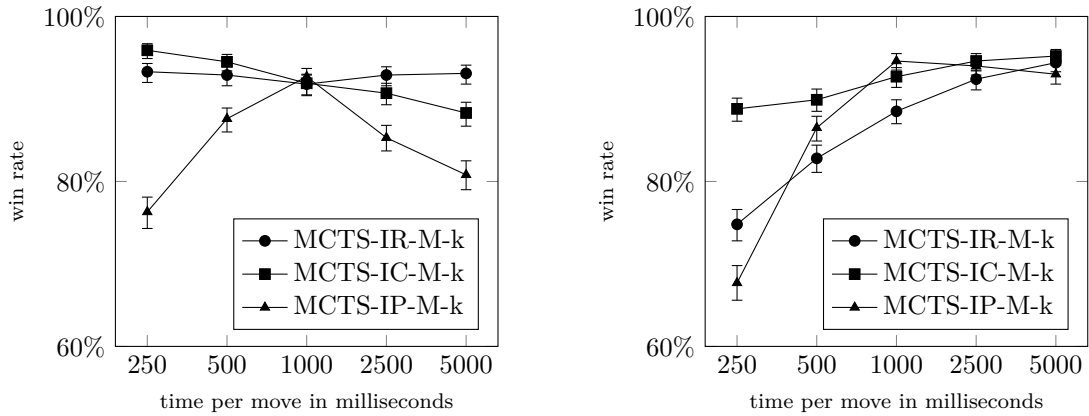 100%
80%
60%
win rate
250 500 1000 2500 5000
time per move in milliseconds
MCTS-IR-M-k
MCTS-IC-M-k
MCTS-IP-M-k
100%
80%
60%
win rate
250 500 1000 2500 5000
time per move in milliseconds
MCTS-IR-M-k
MCTS-IC-M-k
MCTS-IP-M-k